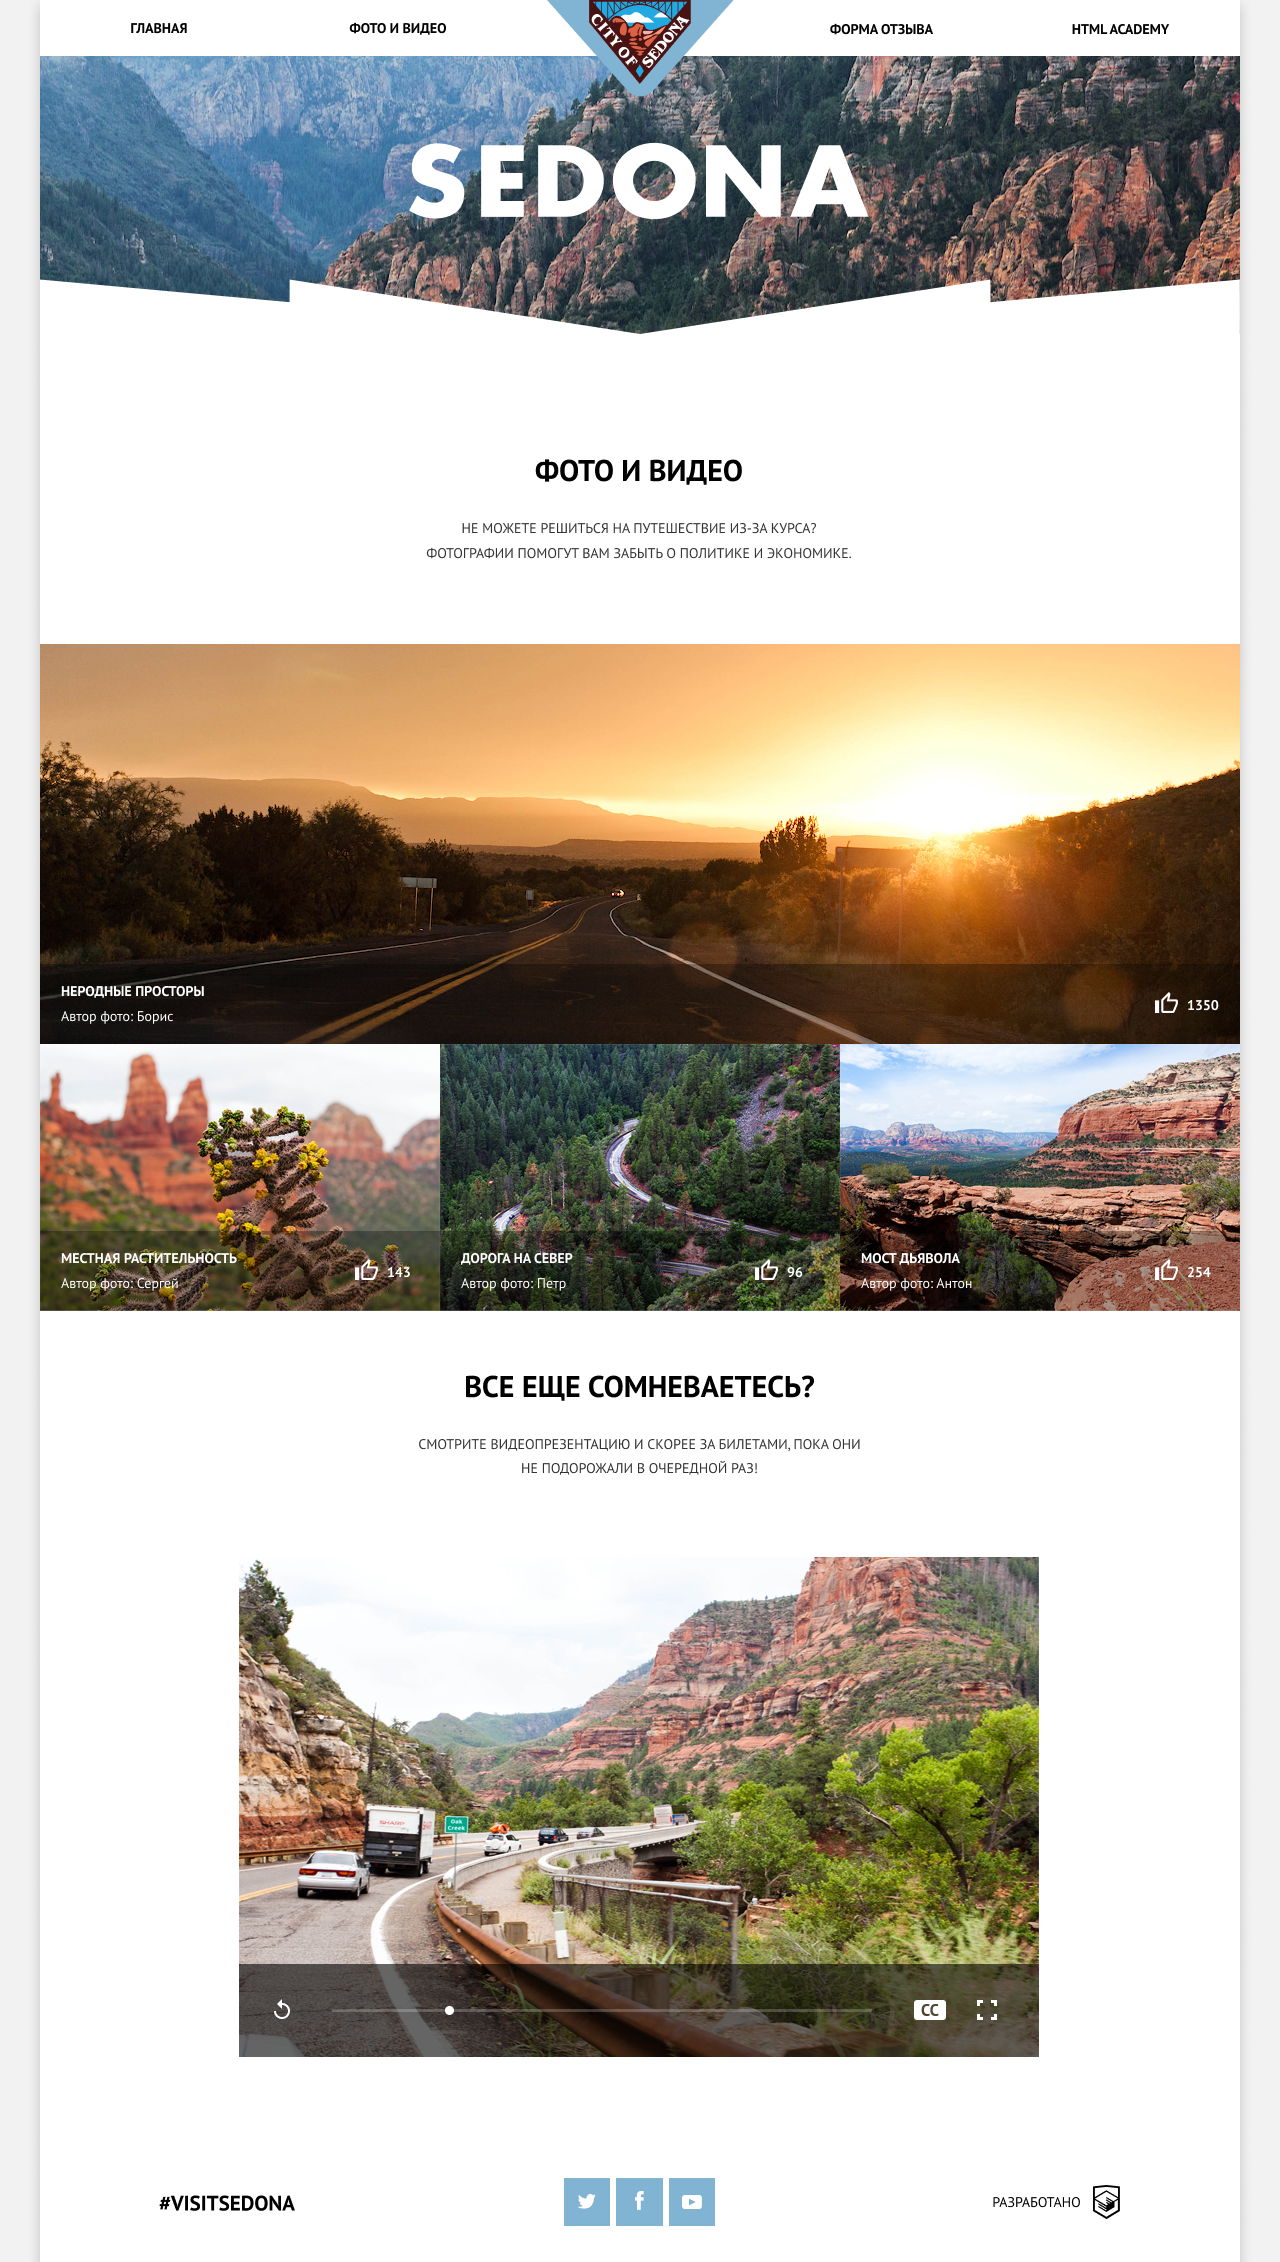 ГЛАВНАЯ
ФОТО И ВИДЕО
CITY OF SEDONA
ФОРМА ОТЗЫВА
HTML ACADEMY
SEDONA
ФОТО И ВИДЕО
НЕ МОЖЕТЕ РЕШИТЬСЯ НА ПУТЕШЕСТВИЕ ИЗ-ЗА КУРСА?
ФОТОГРАФИИ ПОМОГУТ ВАМ ЗАБЫТЬ О ПОЛИТИКЕ И ЭКОНОМИКЕ.
НЕРОДНЫЕ ПРОСТОРЫ
Автор фото: Борис
1350
МЕСТНАЯ РАСТИТЕЛЬНОСТЬ
Автор фото: Сергей
143
ДОРОГА НА СЕВЕР
Автор фото: Петр
96
МОСТ ДЬЯВОЛА
Автор фото: Антон
254
ВСЕ ЕЩЕ СОМНЕВАЕТЕСЬ?
СМОТРИТЕ ВИДЕОПРЕЗЕНТАЦИЮ И СКОРЕЕ ЗА БИЛЕТАМИ, ПОКА ОНИ
НЕ ПОДОРОЖАЛИ В ОЧЕРЕДНОЙ РАЗ!
SHARP
Oak
Creek
CC
#VISITSEDONA
РАЗРАБОТАНО